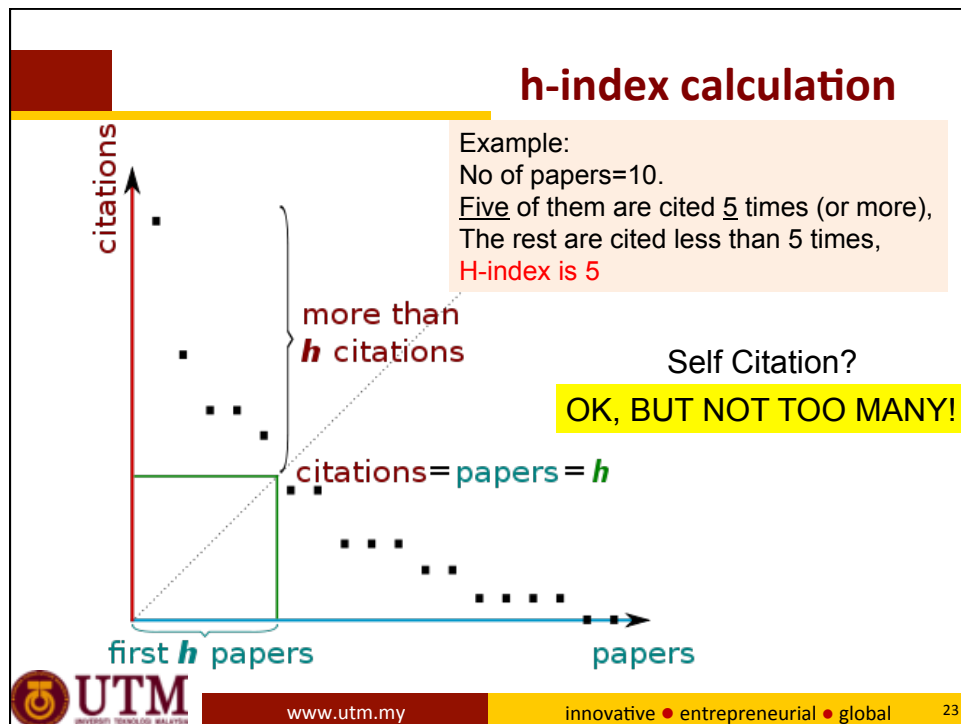 h-index calculation
citations
Example:
No of papers=10.
Five of them are cited 5 times (or more),
The rest are cited less than 5 times,
H-index is 5
more than
h citations
Self Citation?
OK, BUT NOT TOO MANY!
citations=papers=h
first h papers
papers
UTM
UNIVERSITI TEKNOLOGI MALAYSIA
www.utm.my
innovative ● entrepreneurial ● global
23